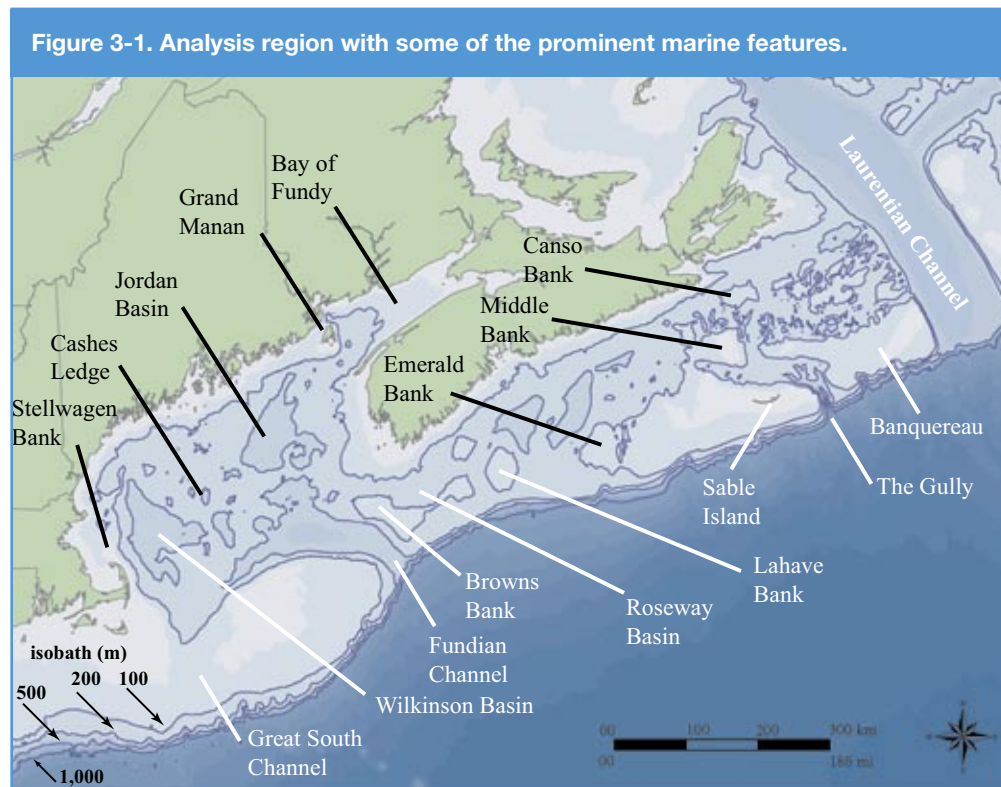 Figure 3-1. Analysis region with some of the prominent marine features.
Bay of
Fundy
Grand
Manan
Jordan
Basin
Cashes
Ledge
Stellwagen
Bank
Laurentian Channel
Canso
Bank
Middle
Bank
Emerald
Bank
Banquereau
The Gully
Sable
Island
Lahave
Bank
Roseway
Basin
Browns
Bank
Fundian
Channel
Wilkinson Basin
Great South
Channel
isobath (m)
500
200
100
1,000
00 100 200 300 km
00 165 mi